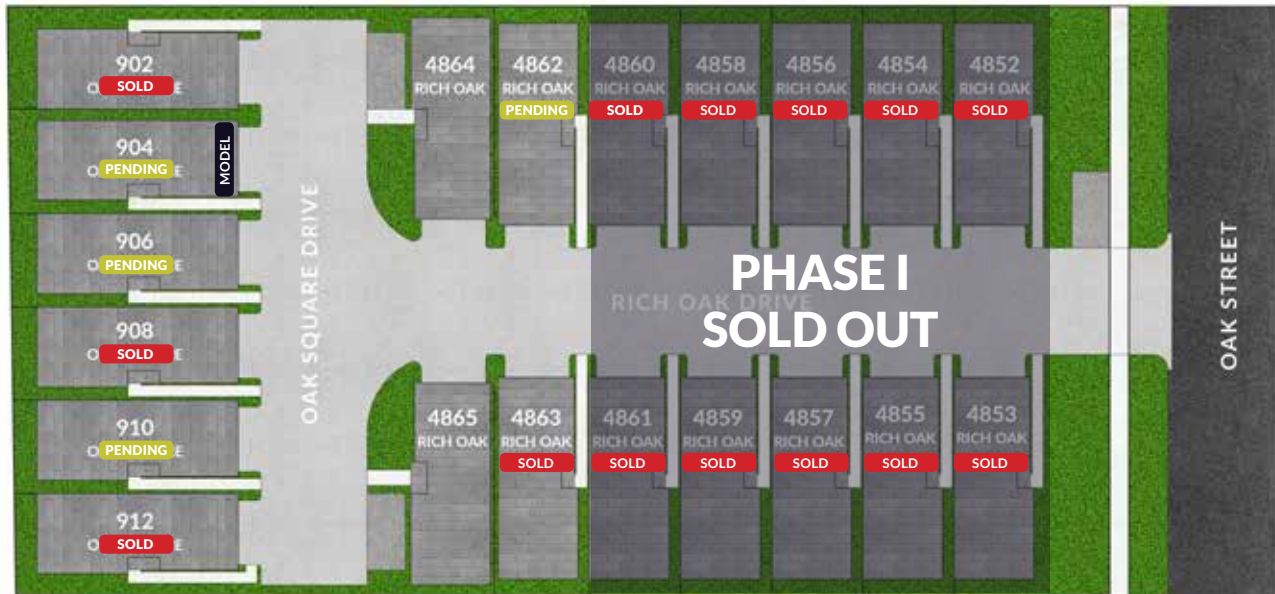 902
SOLD
904
PENDING
MODEL
906
PENDING
908
SOLD
910
PENDING
912
SOLD
OAK SQUARE DRIVE
4864
RICH OAK
4862
RICH OAK
PENDING
4860
RICH OAK
SOLD
4858
RICH OAK
SOLD
4856
RICH OAK
SOLD
4854
RICH OAK
SOLD
4852
RICH OAK
SOLD
RICH OAK DRIVE
PHASE I
SOLD OUT
4865
RICH OAK
4863
RICH OAK
SOLD
4861
RICH OAK
SOLD
4859
RICH OAK
SOLD
4857
RICH OAK
SOLD
4855
RICH OAK
SOLD
4853
RICH OAK
SOLD
OAK STREET